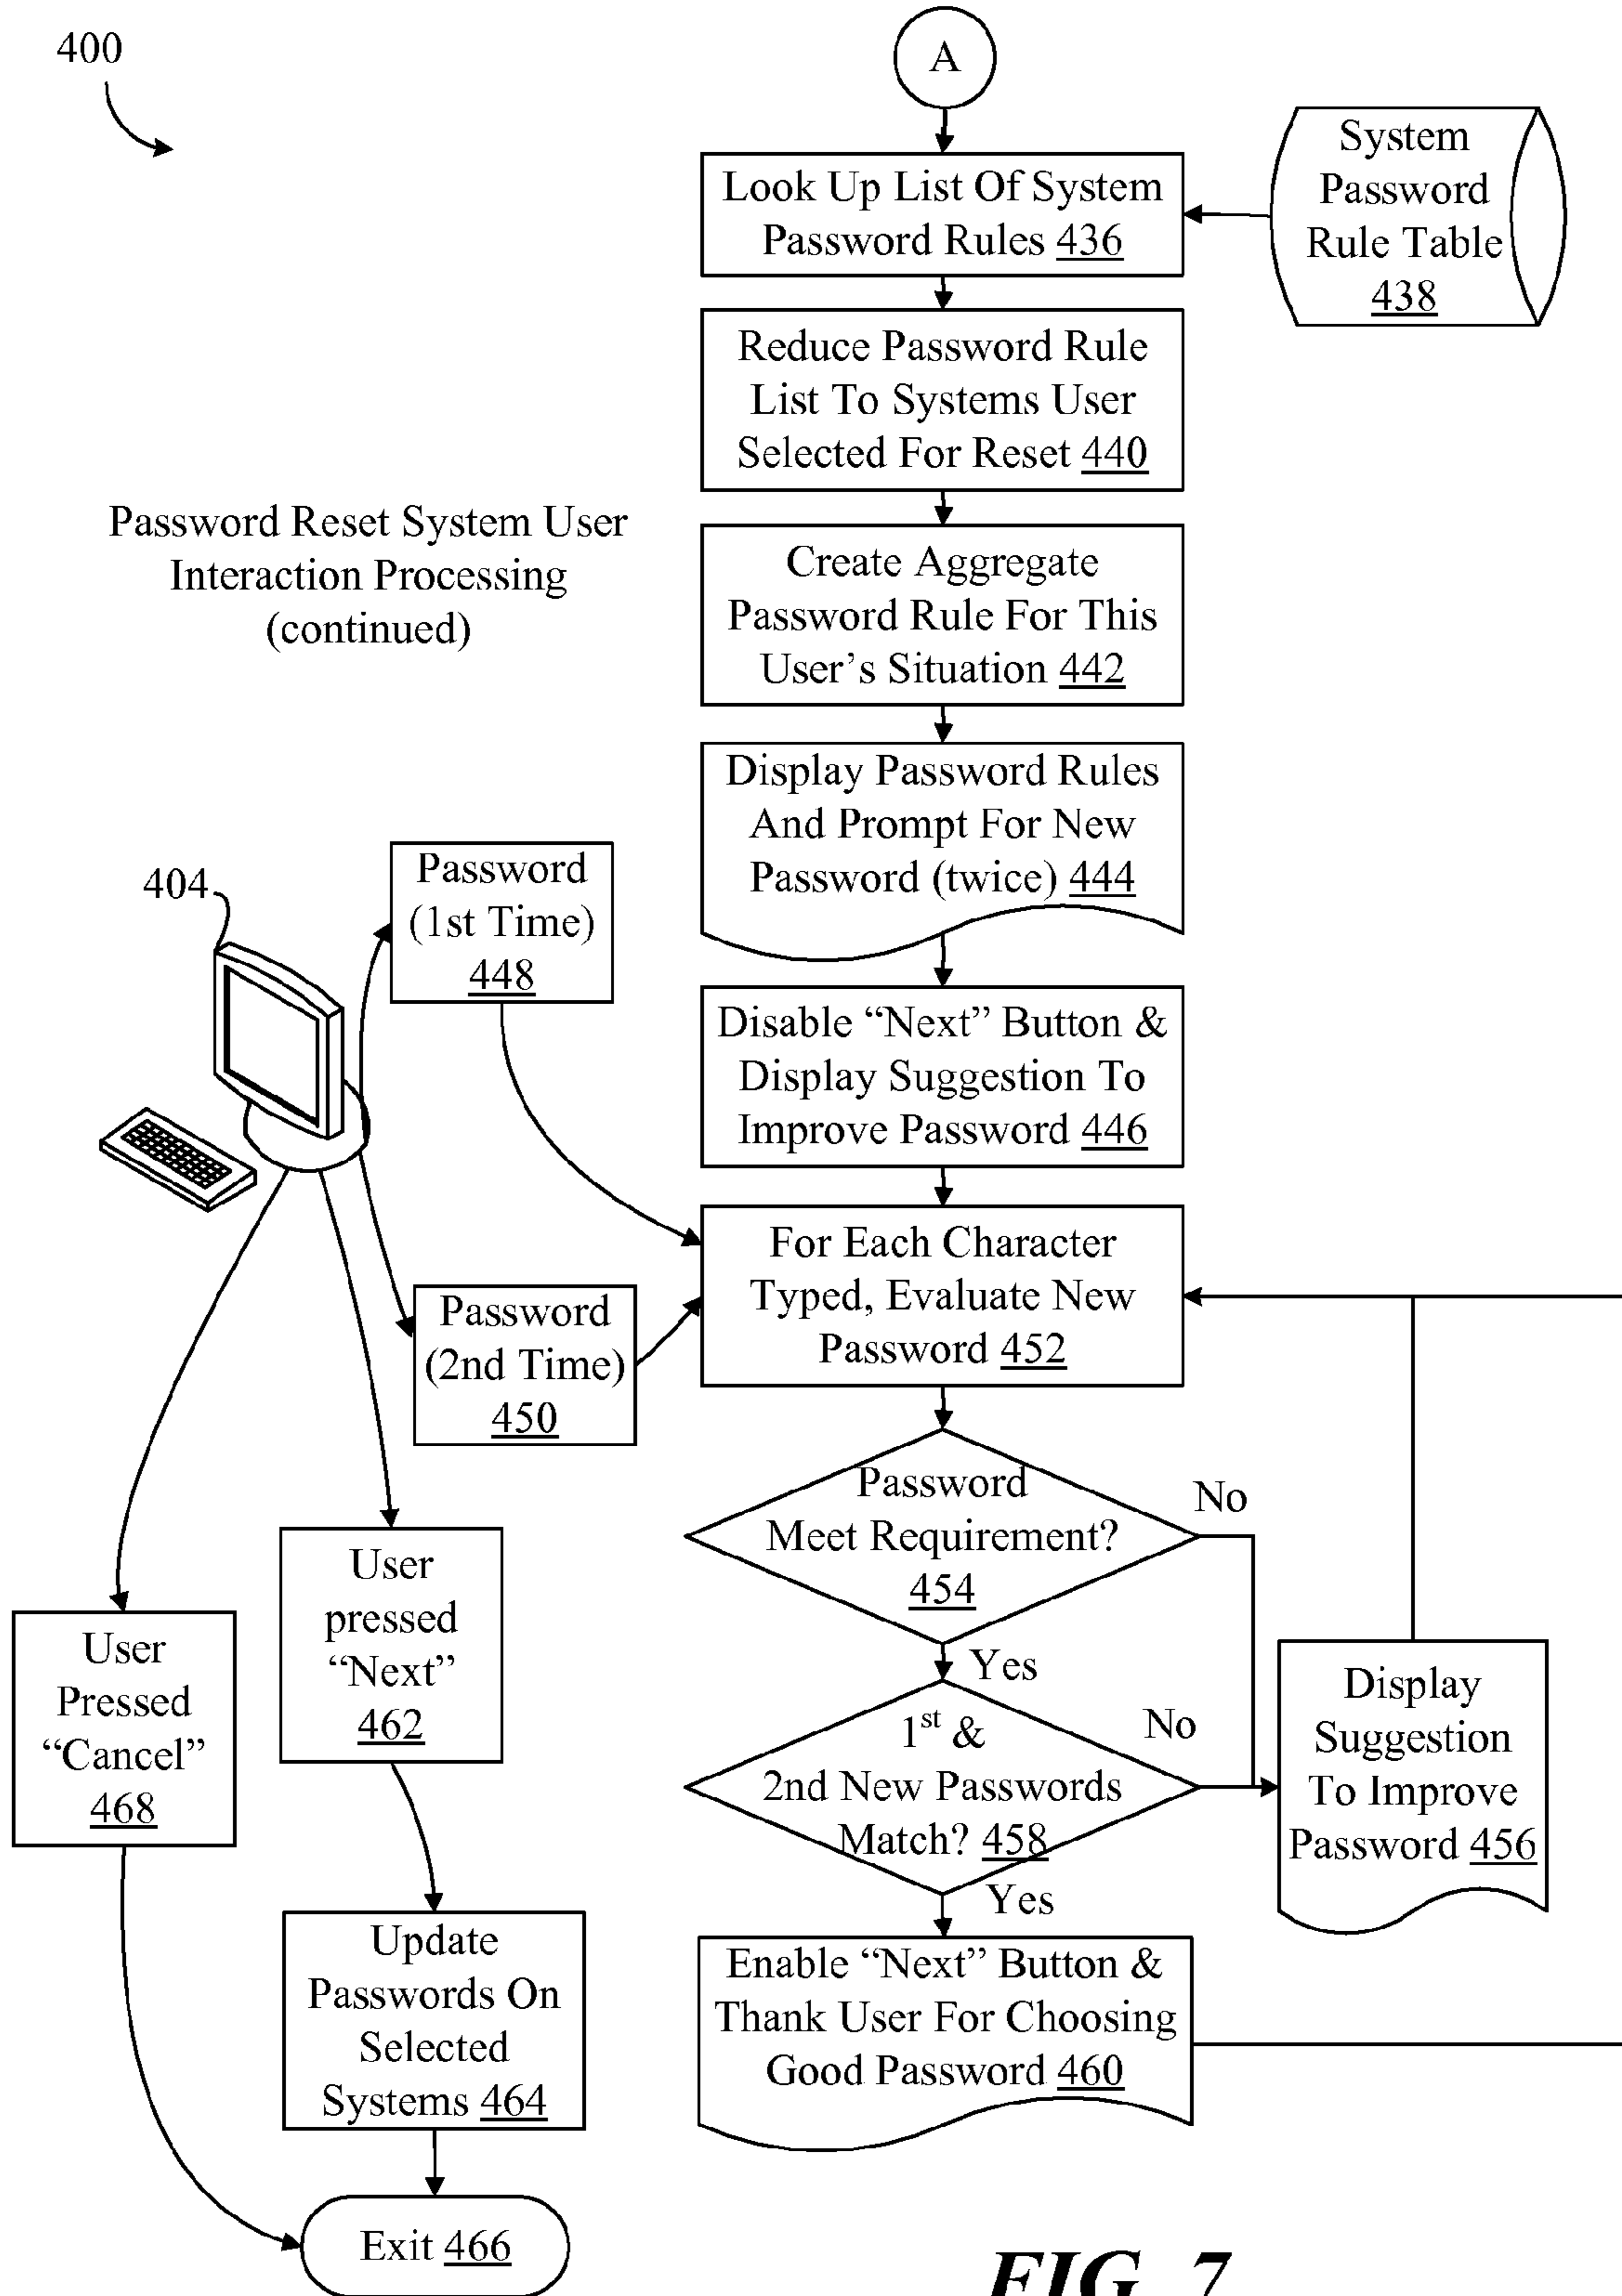 400
A
Look Up List Of System
Password Rules 436
System
Password
Rule Table
438
Reduce Password Rule
List To Systems User
Selected For Reset 440
Password Reset System User
Interaction Processing
(continued)
Create Aggregate
Password Rule For This
User’s Situation 442
Display Password Rules
And Prompt For New
Password (twice) 444
404
Password
(1st Time)
448
Disable “Next” Button &
Display Suggestion To
Improve Password 446
For Each Character
Typed, Evaluate New
Password 452
Password
(2nd Time)
450
Password
Meet Requirement?
454
No
Yes
1st &
2nd New Passwords
Match? 458
No
Yes
Display
Suggestion
To Improve
Password 456
User
pressed
“Next”
462
User
Pressed
“Cancel”
468
Update
Passwords On
Selected
Systems 464
Enable “Next” Button &
Thank User For Choosing
Good Password 460
Exit 466
FIG. 7